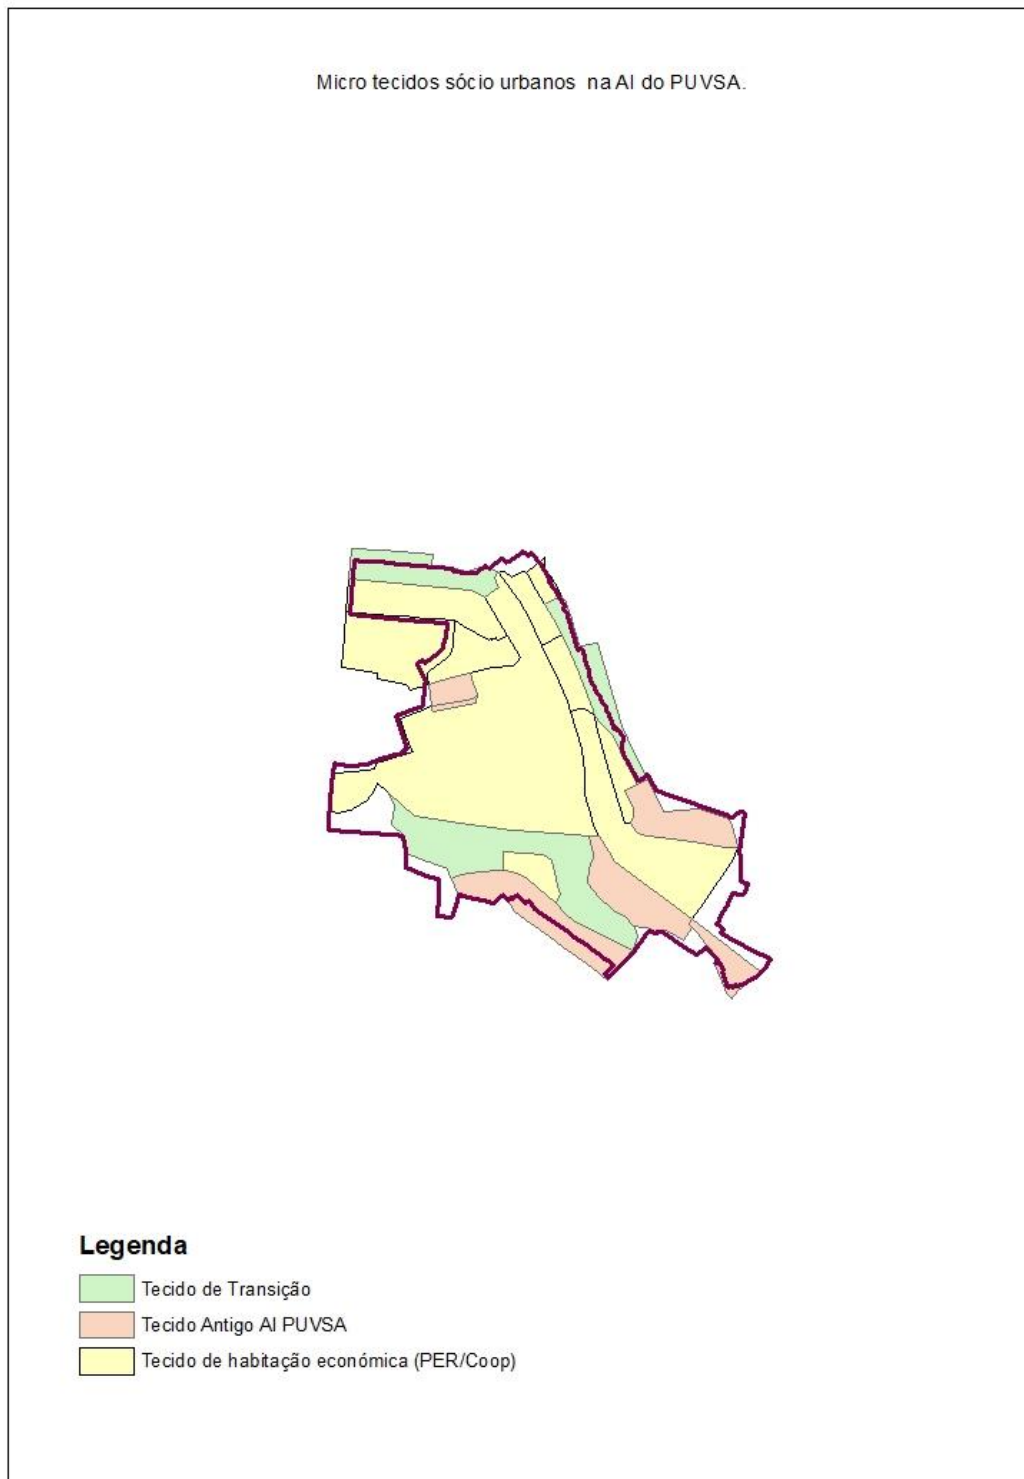 Micro tecidos sócio urbanos na AI do PUVSA.
Legenda
Tecido de Transição
Tecido Antigo AI PUVSA
Tecido de habitação económica (PER/Coop)